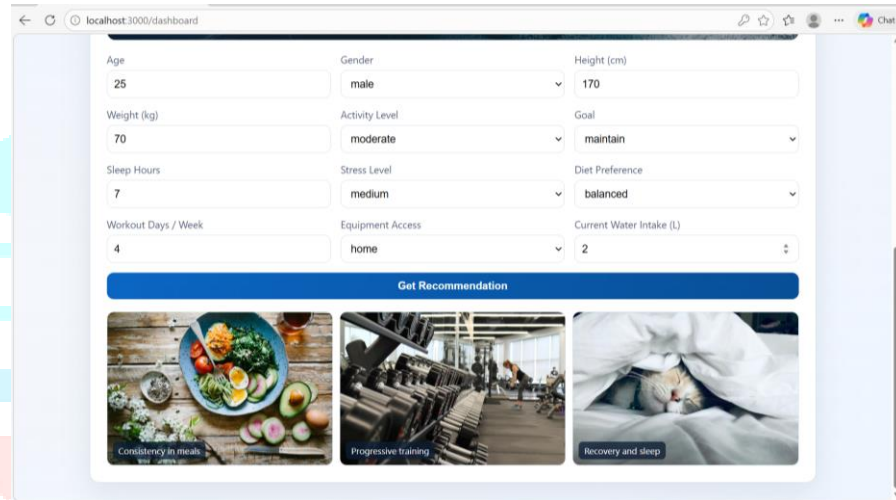 localhost:3000/dashboard
Chat
Age
Gender
Height (cm)
25
male
170
Weight (kg)
Activity Level
Goal
70
moderate
maintain
Sleep Hours
Stress Level
Diet Preference
7
medium
balanced
Workout Days / Week
Equipment Access
Current Water Intake (L)
4
home
2
Get Recommendation
Consistency in meals
Progressive training
Recovery and sleep